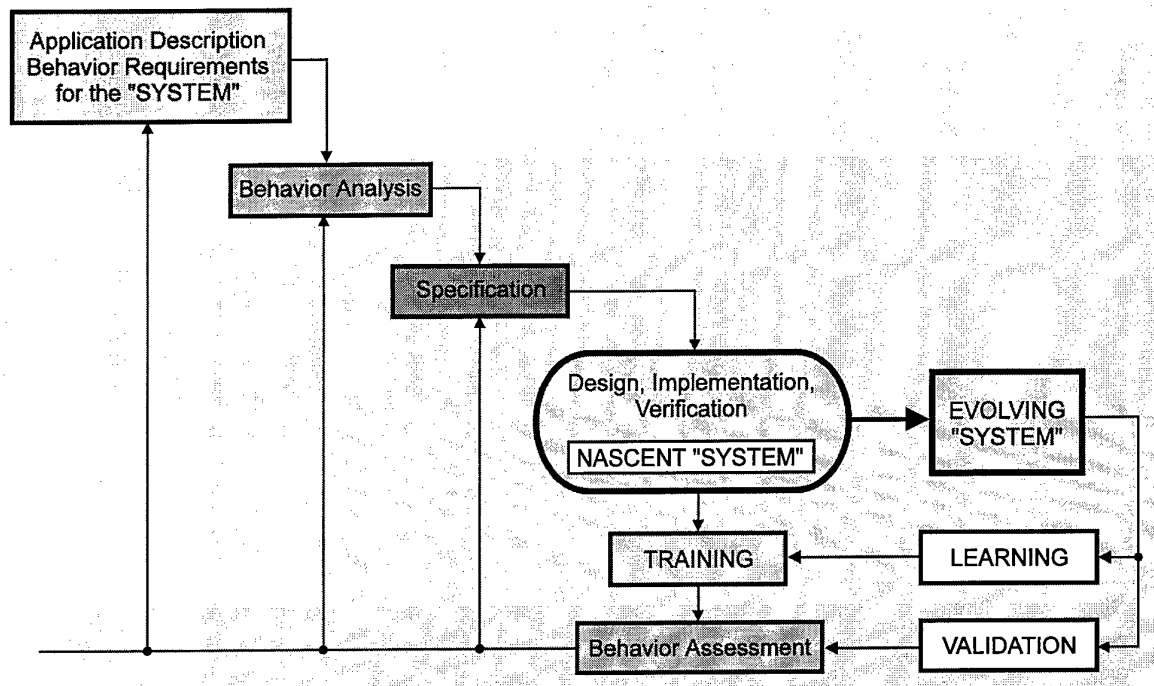 Application Description
Behavior Requirements
for the "SYSTEM"
Behavior Analysis
Specification
Design, Implementation,
Verification
NASCENT "SYSTEM"
EVOLVING
"SYSTEM"
TRAINING
LEARNING
Behavior Assessment
VALIDATION